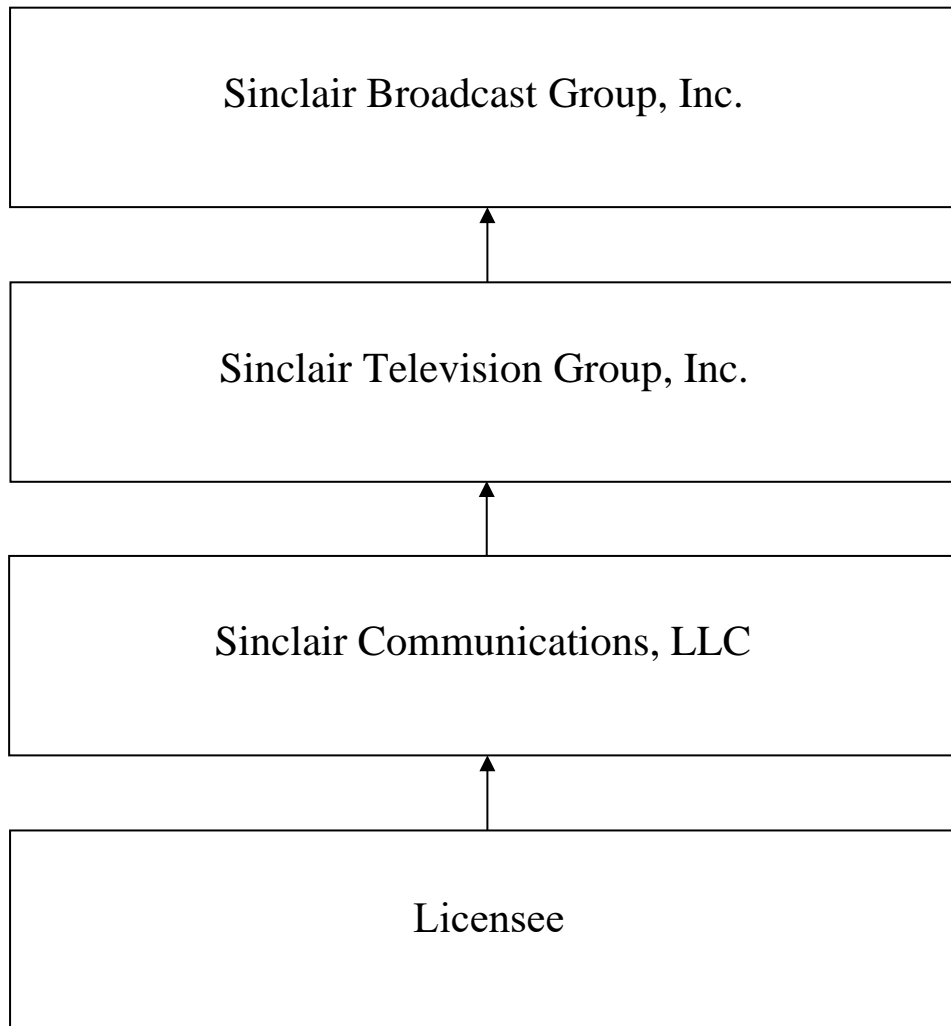 Sinclair Broadcast Group, Inc.
Sinclair Television Group, Inc.
Sinclair Communications, LLC
Licensee